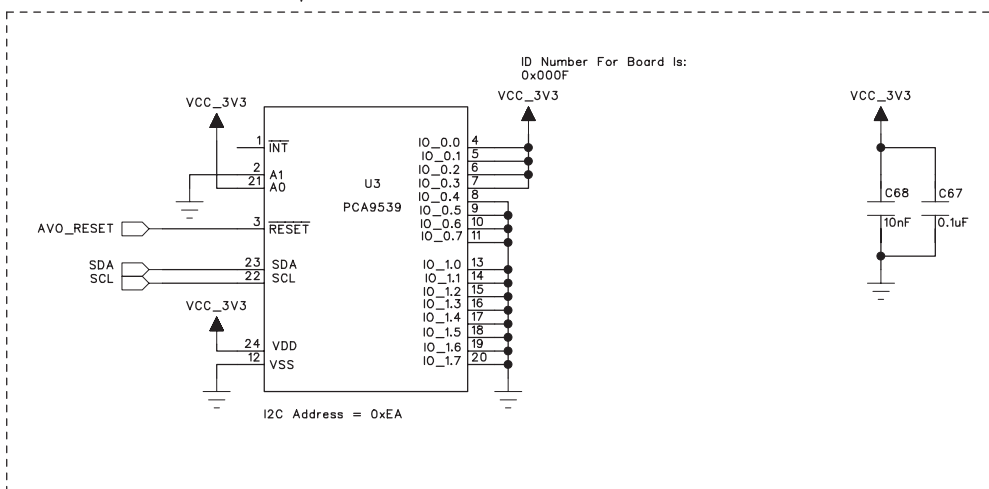 ID Number For Board Is:
0x000F
VCC_3V3
VCC_3V3
VCC_3V3
1
INT
2
A1
21
A0
U3
PCA9539
AVO_RESET
3
RESET
SDA
23
SDA
SCL
22
SCL
VCC_3V3
24
VDD
12
VSS
IO_0.0
4
IO_0.1
5
IO_0.2
6
IO_0.3
7
IO_0.4
8
IO_0.5
9
IO_0.6
10
IO_0.7
11
IO_1.0
13
IO_1.1
14
IO_1.2
15
IO_1.3
16
IO_1.4
17
IO_1.5
18
IO_1.6
19
IO_1.7
20
I2C Address = 0xEA
C68
10nF
C67
0.1uF